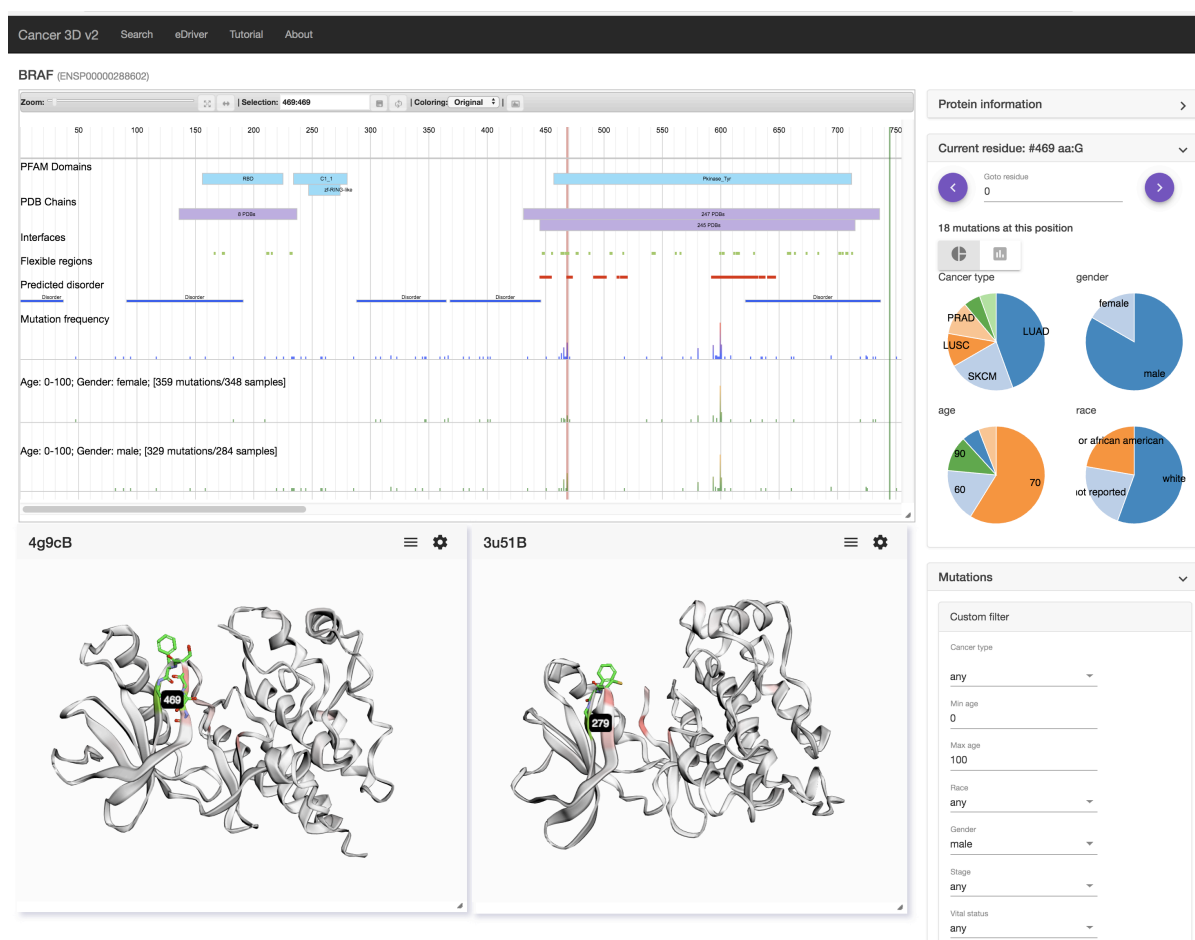 Cancer 3D v2 Search eDriver Tutorial About
BRAF (ENSP00000288602)
Zoom: | Selection: 469:469 | Coloring: Original |
50 100 150 200 250 300 350 400 450 500 550 600 650 700 750
PFAM Domains
RBD C1_1 Pkinase_Tyr
zf-RING-like
PDB Chains
8 PDBs 247 PDBs
245 PDBs
Interfaces
Flexible regions
Predicted disorder
Disorder Disorder Disorder Disorder Disorder
Mutation frequency
Age: 0-100; Gender: female; [359 mutations/348 samples]
Age: 0-100; Gender: male; [329 mutations/284 samples]
4g9cB
469
3u51B
279
Protein information
Current residue: #469 aa:G
Goto residue
0
18 mutations at this position
Cancer type gender
PRAD
LUAD
LUSC
SKCM
female
male
age race
90
60
70
or african american
white
ot reported
Mutations
Custom filter
Cancer type
any
Min age
0
Max age
100
Race
any
Gender
male
Stage
any
Vital status
any